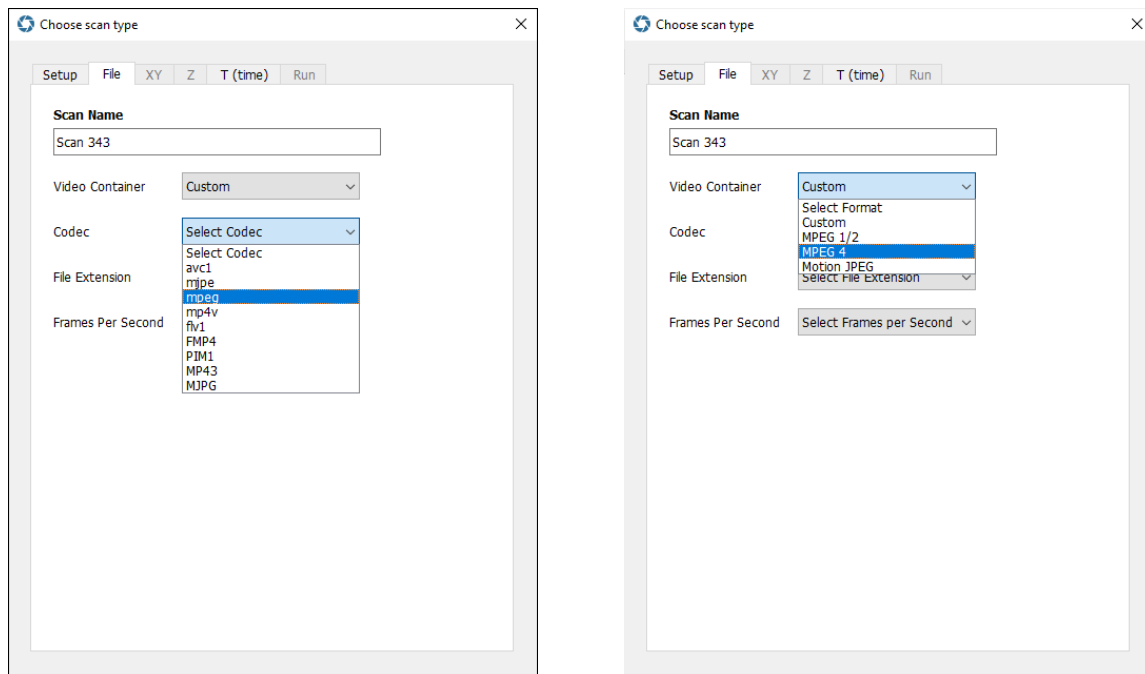 Choose scan type
Setup File XY Z T (time) Run
Scan Name
Scan 343
Video Container Custom
Codec Select Codec
Select Codec
avc1
mjpe
File Extension
mpeg
mp4v
Frames Per Second
flv1
FMP4
PIM1
MP43
MJPG
Choose scan type
Setup File XY Z T (time) Run
Scan Name
Scan 343
Video Container Custom
Select Format
Custom
Codec
MPEG 1/2
MPEG 4
Motion JPEG
File Extension Select File Extension
Frames Per Second Select Frames per Second